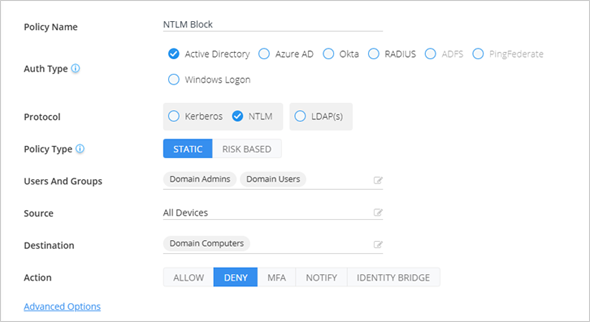 Policy Name NTLM Block
Auth Type Active Directory Azure AD Okta RADIUS ADFS PingFederate
Windows Logon
Protocol Kerberos NTLM LDAP(s)
Policy Type STATIC RISK BASED
Users And Groups Domain Admins Domain Users
Source All Devices
Destination Domain Computers
Action ALLOW DENY MFA NOTIFY IDENTITY BRIDGE
Advanced Options